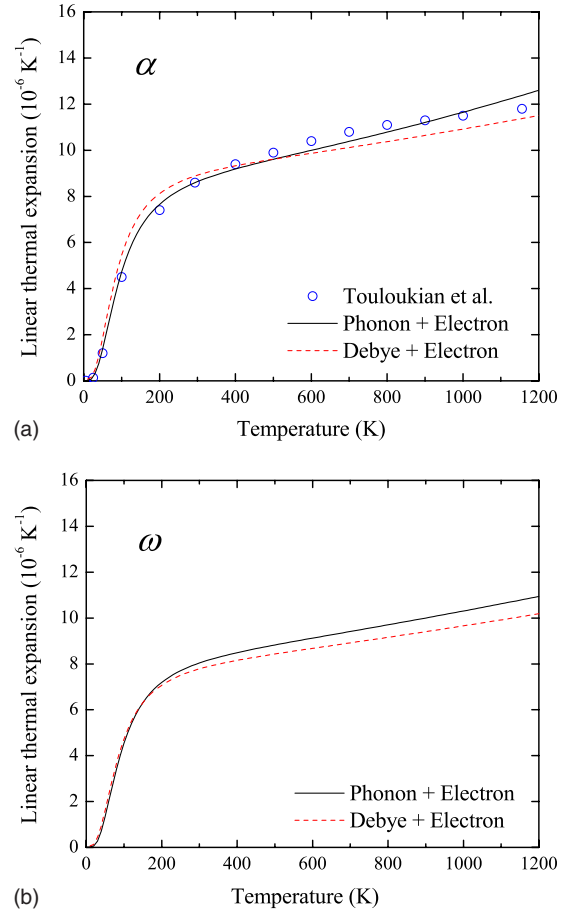 16
14
12
10
8
6
4
2
0
Linear thermal expansion (10⁻⁶ K⁻¹)
α
Touloukian et al.
Phonon + Electron
Debye + Electron
0 200 400 600 800 1000 1200
(a)
Temperature (K)
16
14
12
10
8
6
4
2
0
Linear thermal expansion (10⁻⁶ K⁻¹)
ω
Phonon + Electron
Debye + Electron
0 200 400 600 800 1000 1200
(b)
Temperature (K)